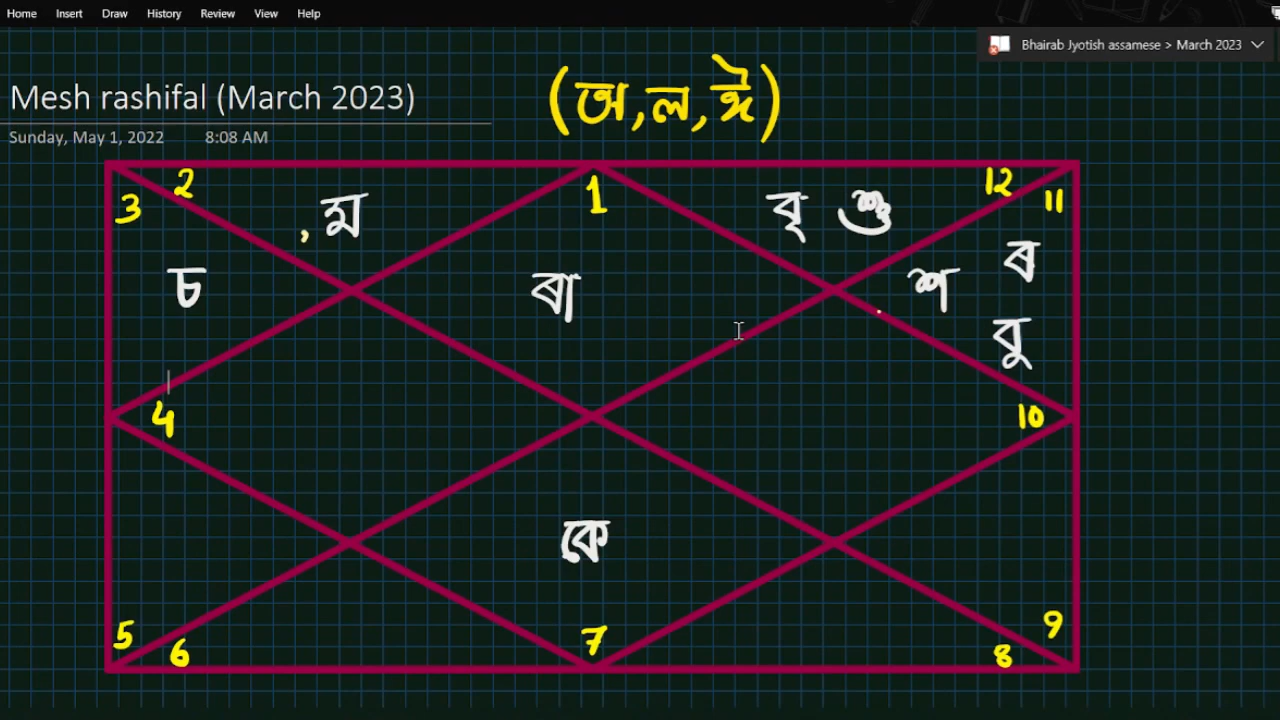 Home Insert Draw History Review View Help
Bhairab Jyotish assamese > March 2023
Mesh rashifal (March 2023)
(অ,ল,ঈ)
Sunday, May 1, 2022 8:08 AM
2 1 12
3 , ম বৃ শু 11
চ ৰা শ ৰ
বু
4 10
কে
5 6 7 8 9